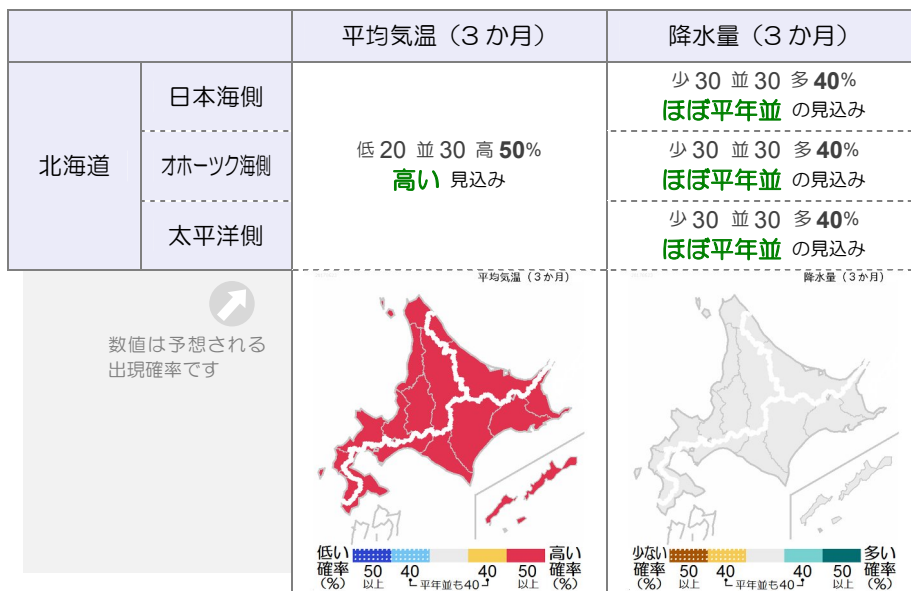 平均気温（3か月）
降水量（3か月）
北海道
日本海側
オホーツク海側
太平洋側
低 20 並 30 高 50%
高い 見込み
少 30 並 30 多 40%
ほぼ平年並 の見込み
少 30 並 30 多 40%
ほぼ平年並 の見込み
少 30 並 30 多 40%
ほぼ平年並 の見込み
数値は予想される
出現確率です
平均気温（3か月）
低い
確率
(%)
50
以上
40
平年並も40
40
50
以上
高い
確率
(%)
降水量（3か月）
少ない
確率
(%)
50
以上
40
平年並も40
40
50
以上
多い
確率
(%)